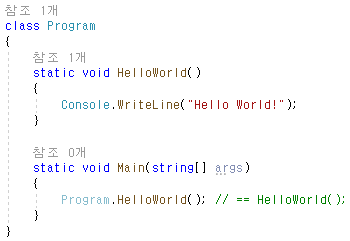 참조 1개
class Program
{
참조 1개
static void HelloWorld()
{
Console.WriteLine("Hello World!");
}
참조 0개
static void Main(string[] args)
{
Program.HelloWorld(); // == HelloWorld();
}
}